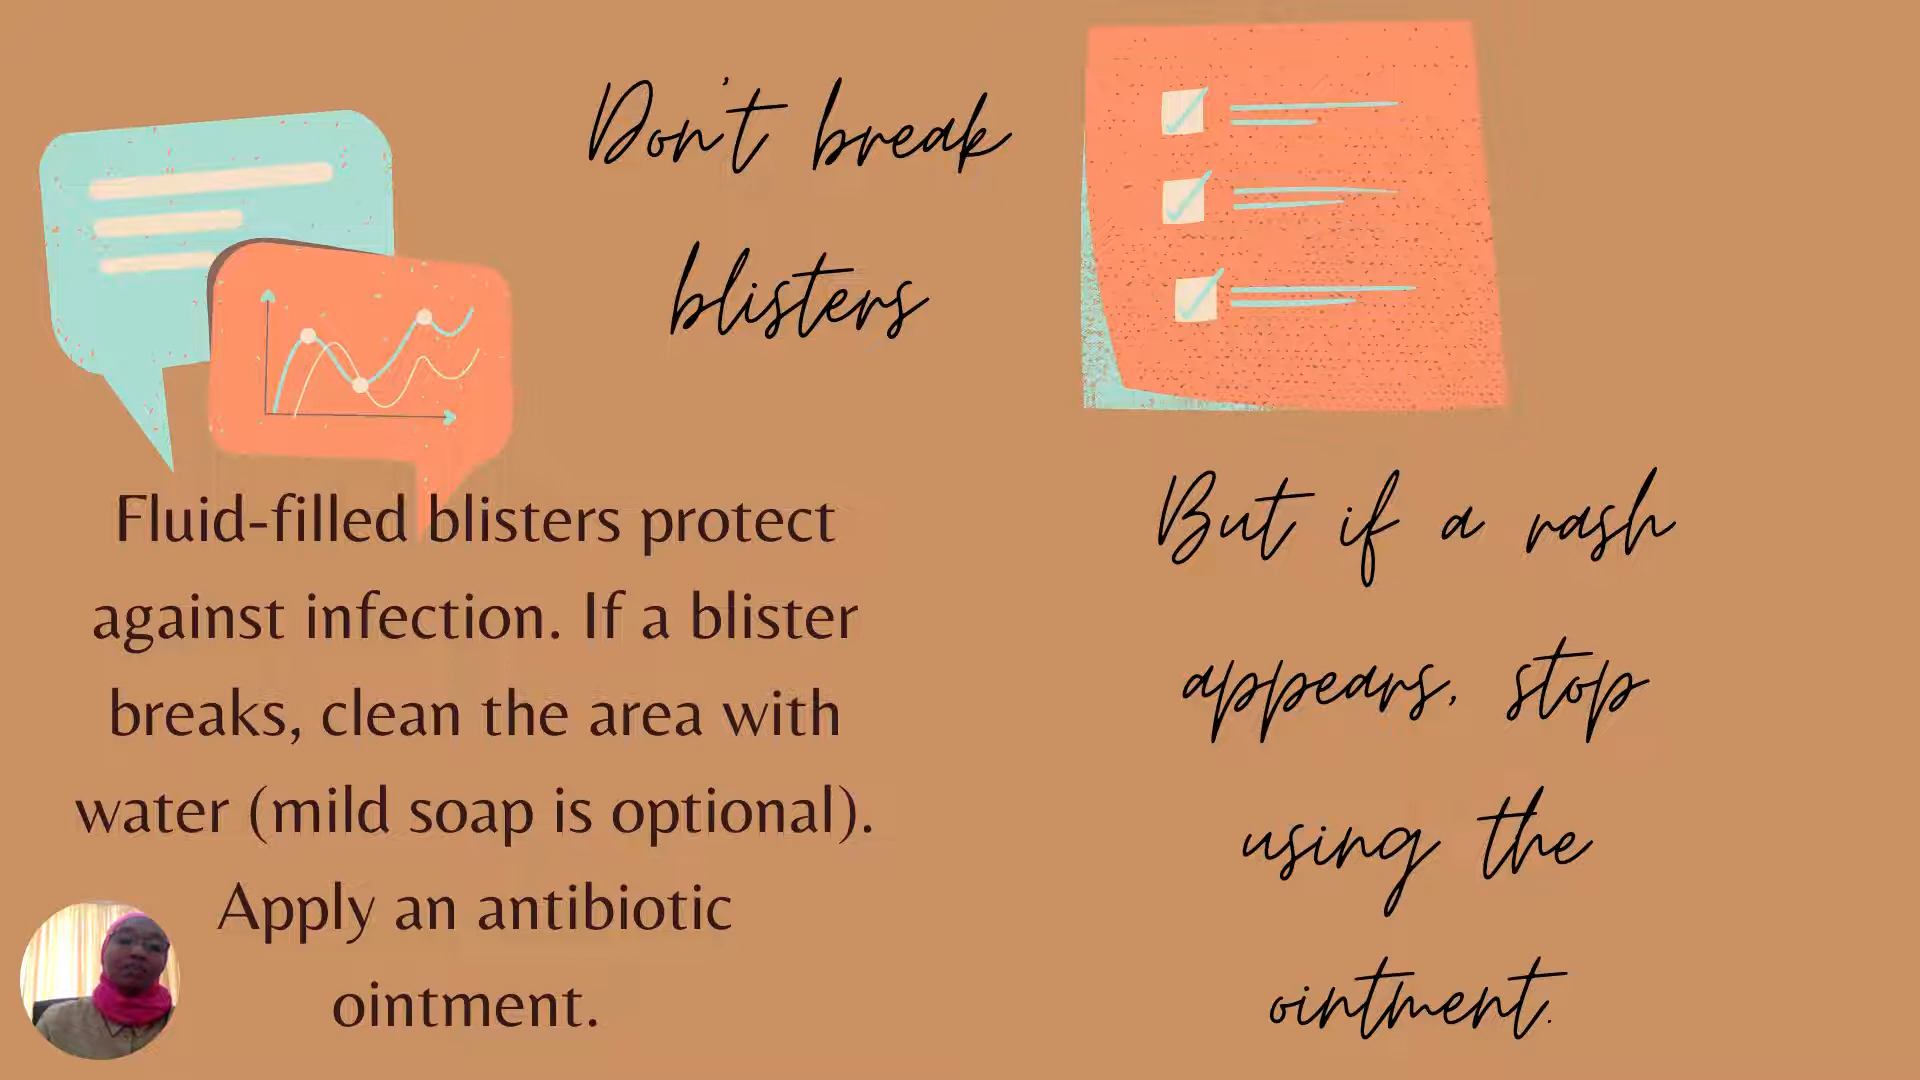 Don't break
blisters
Fluid-filled blisters protect
against infection. If a blister
breaks, clean the area with
water (mild soap is optional).
Apply an antibiotic
ointment.
But if a rash
appears, stop
using the
ointment.